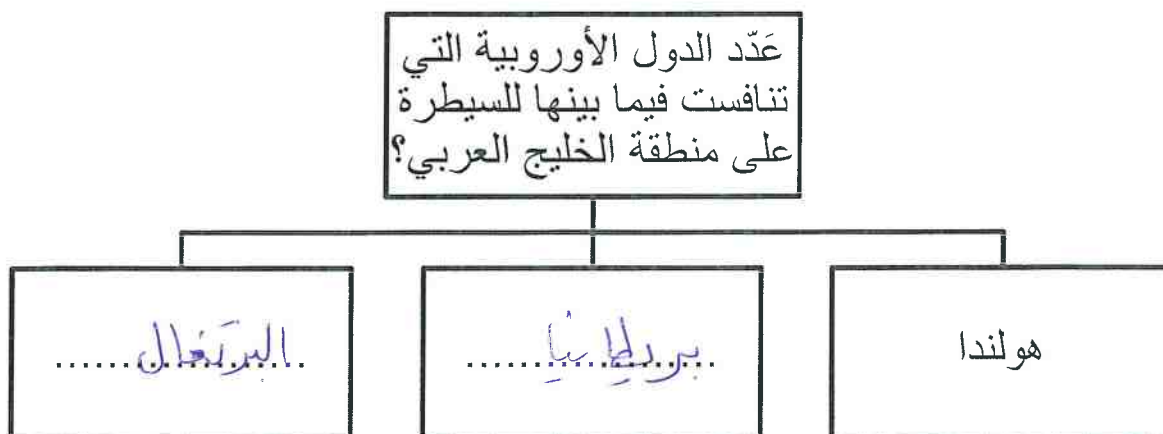 عَدّد الدول الأوروبية التي
تنافست فيما بينها للسيطرة
على منطقة الخليج العربي؟
هولندا
بريطانيا
البرتغال